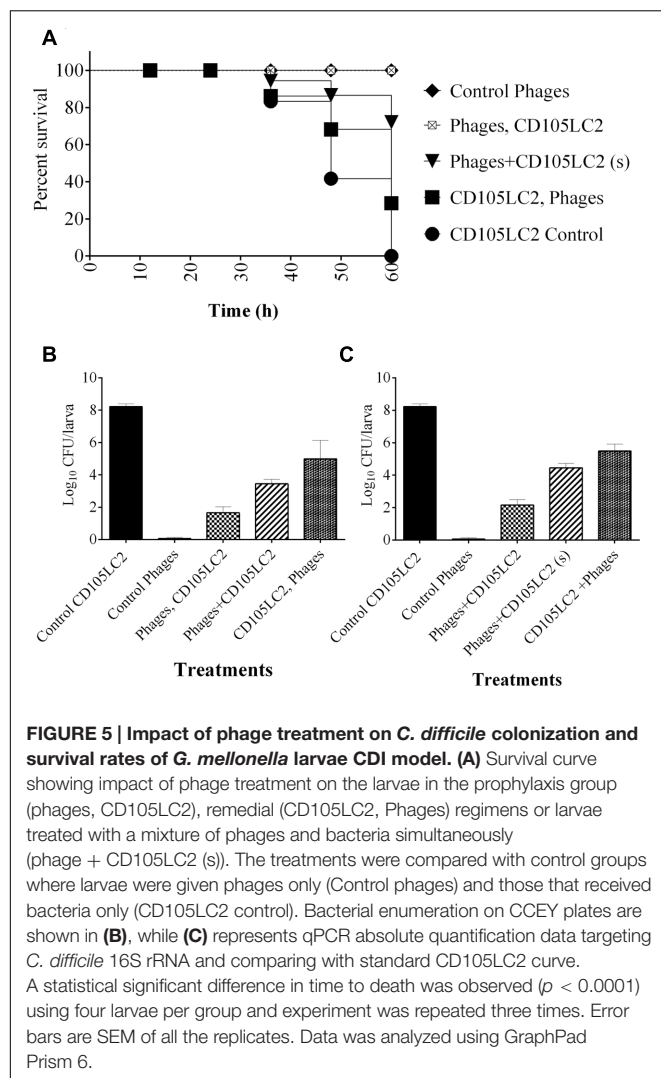 A
Percent survival
100
80
60
40
20
0
0
10
20
30
40
50
60
Time (h)
Control Phages
Phages, CD105LC2
Phages+CD105LC2 (s)
CD105LC2, Phages
CD105LC2 Control
B
Log10 CFU/larva
10
8
6
4
2
0
Control CD105LC2
Control Phages
Phages, CD105LC2
Phages+CD105LC2
CD105LC2, Phages
Treatments
C
Log10 CFU/larva
10
8
6
4
2
0
Control CD105LC2
Control Phages
Phages+CD105LC2
Phages+CD105LC2 (s)
CD105LC2 +Phages
Treatments
FIGURE 5 | Impact of phage treatment on C. difficile colonization and
survival rates of G. mellonella larvae CDI model. (A) Survival curve
showing impact of phage treatment on the larvae in the prophylaxis group
(phages, CD105LC2), remedial (CD105LC2, Phages) regimens or larvae
treated with a mixture of phages and bacteria simultaneously
(phage + CD105LC2 (s)). The treatments were compared with control groups
where larvae were given phages only (Control phages) and those that received
bacteria only (CD105LC2 control). Bacterial enumeration on CCEY plates are
shown in (B), while (C) represents qPCR absolute quantification data targeting
C. difficile 16S rRNA and comparing with standard CD105LC2 curve.
A statistical significant difference in time to death was observed (p < 0.0001)
using four larvae per group and experiment was repeated three times. Error
bars are SEM of all the replicates. Data was analyzed using GraphPad
Prism 6.